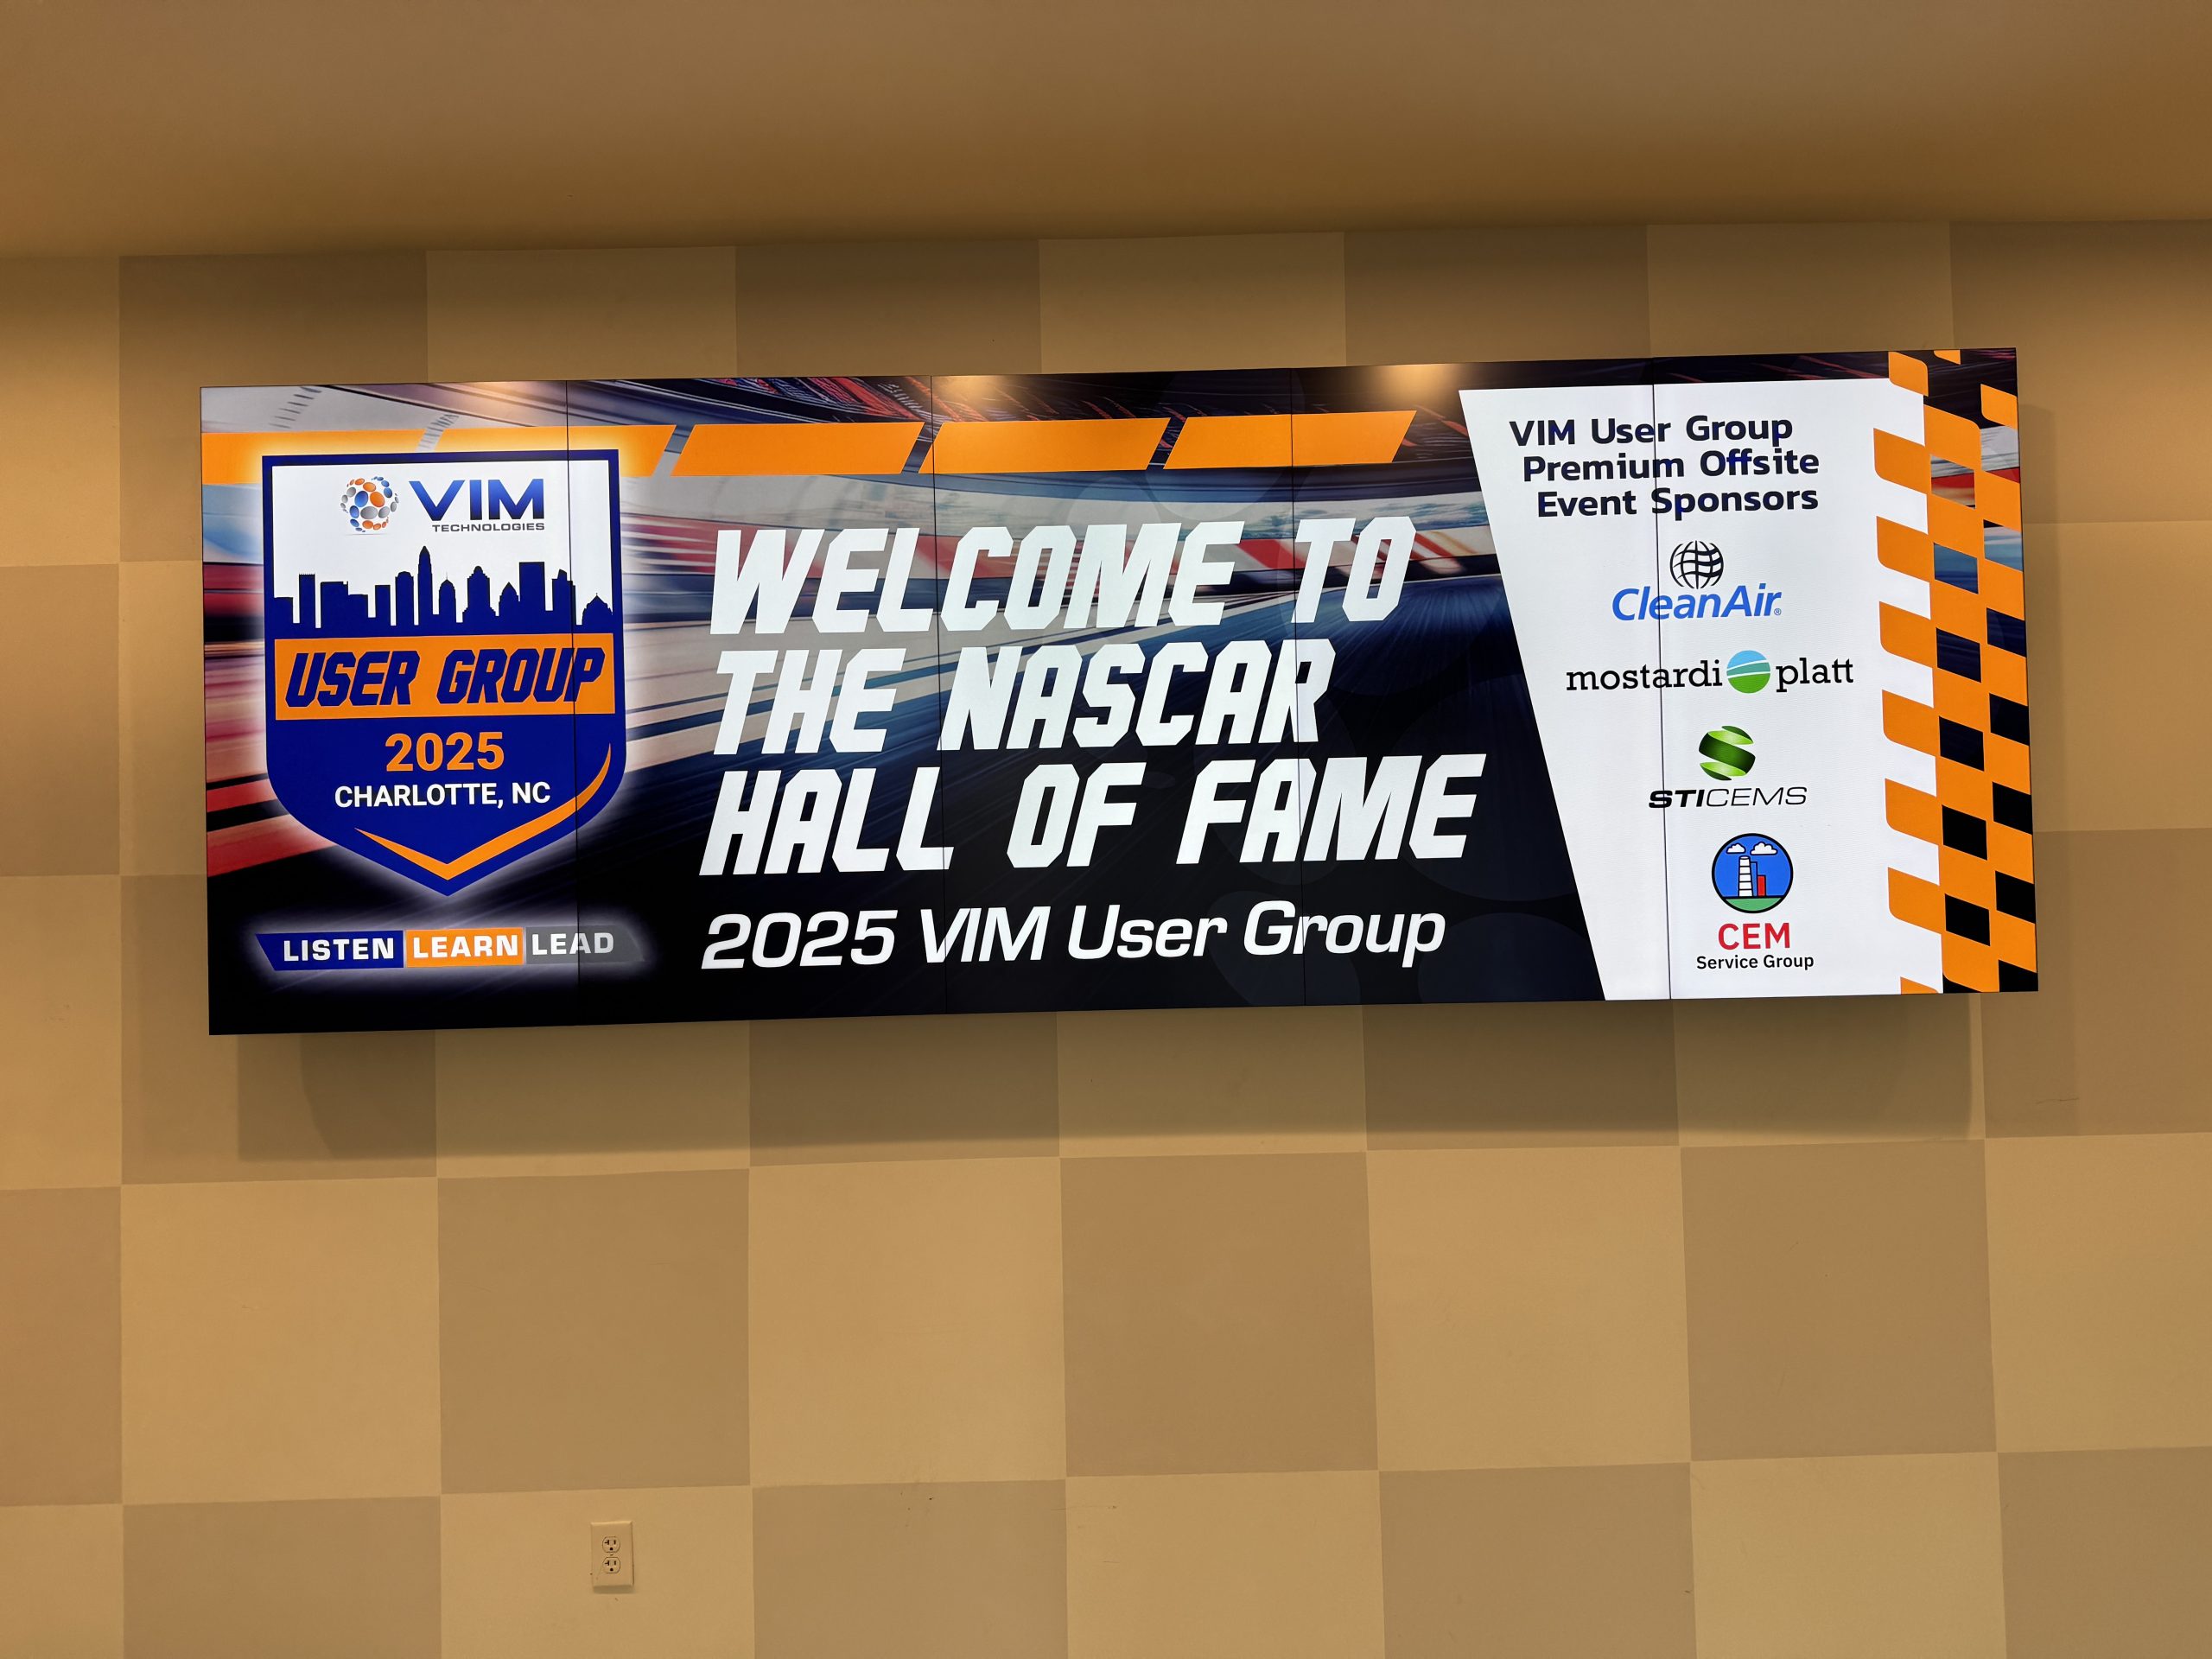 VIM
TECHNOLOGIES
USER GROUP
2025
CHARLOTTE, NC
LISTEN LEARN LEAD
WELCOME TO
THE NASCAR
HALL OF FAME
2025 VIM User Group
VIM User Group
Premium Offsite
Event Sponsors
CleanAir®
mostardi platt
STICEMS
CEM
Service Group